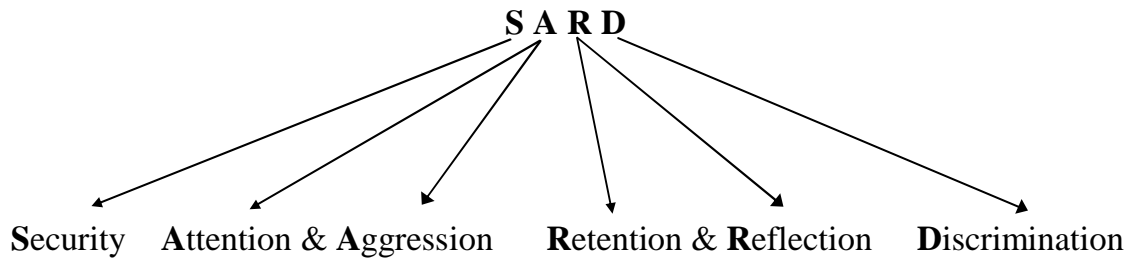 S A R D
Security Attention & Aggression Retention & Reflection Discrimination